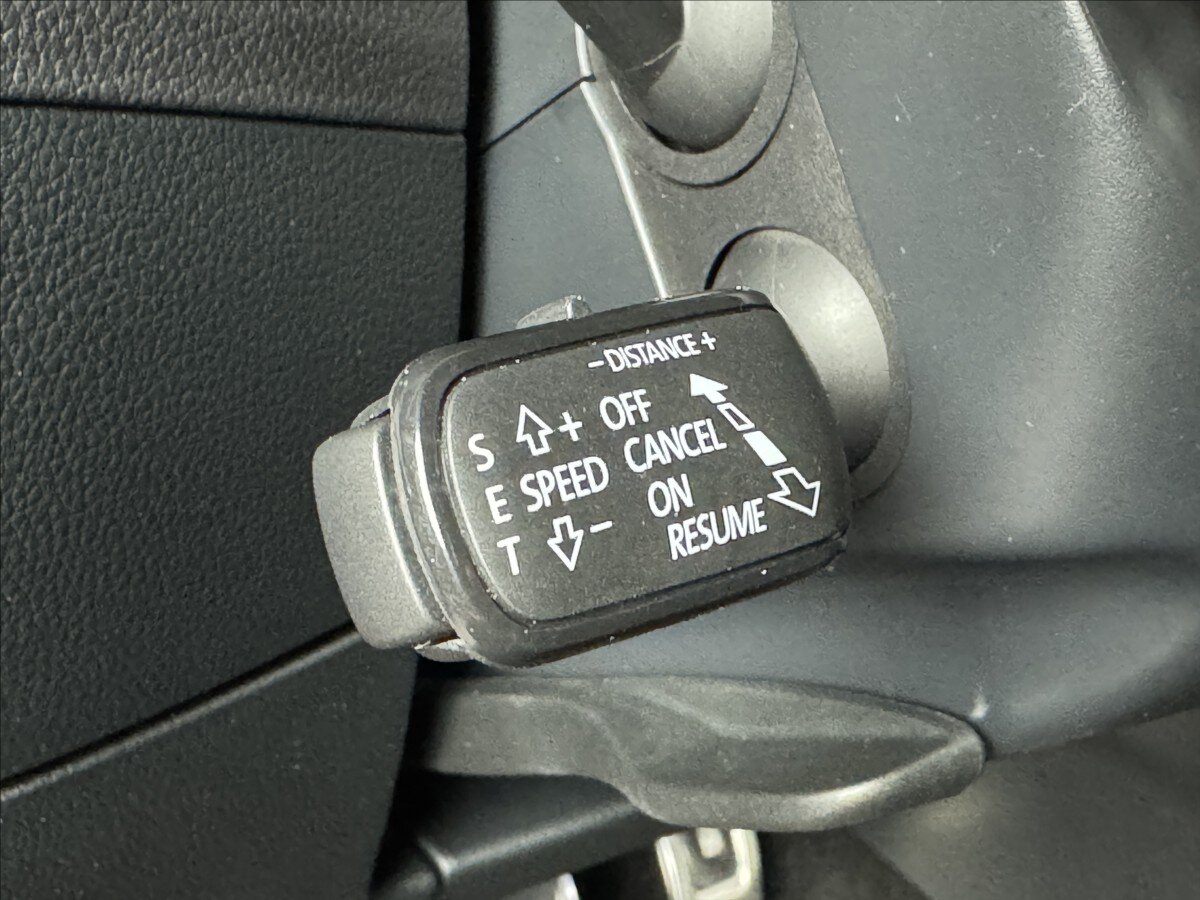 - DISTANCE +
+ OFF
S E T
SPEED CANCEL
- ON
RESUME